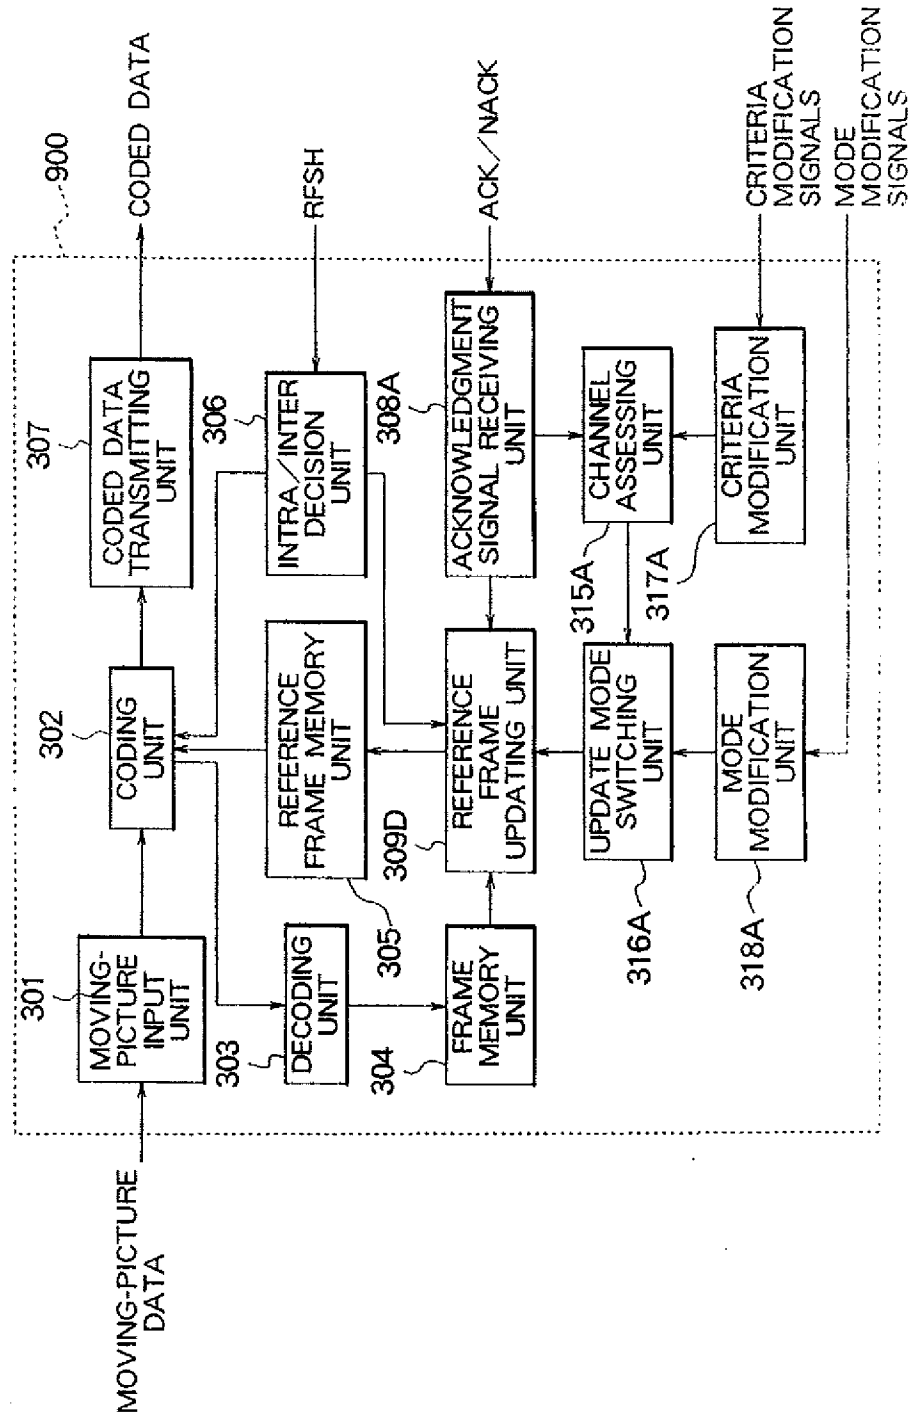 900
MOVING-PICTURE
DATA
301
MOVING-
PICTURE
INPUT
UNIT
302
CODING
UNIT
307
CODED DATA
TRANSMITTING
UNIT
CODED DATA
303
DECODING
UNIT
305
REFERENCE
FRAME MEMORY
UNIT
306
INTRA/INTER
DECISION
UNIT
RFSH
304
FRAME
MEMORY
UNIT
309D
REFERENCE
FRAME
UPDATING UNIT
308A
ACKNOWLEDGMENT
SIGNAL RECEIVING
UNIT
ACK/NACK
316A
UPDATE MODE
SWITCHING
UNIT
315A
CHANNEL
ASSESSING
UNIT
318A
MODE
MODIFICATION
UNIT
317A
CRITERIA
MODIFICATION
UNIT
CRITERIA
MODIFICATION
SIGNALS
MODE
MODIFICATION
SIGNALS